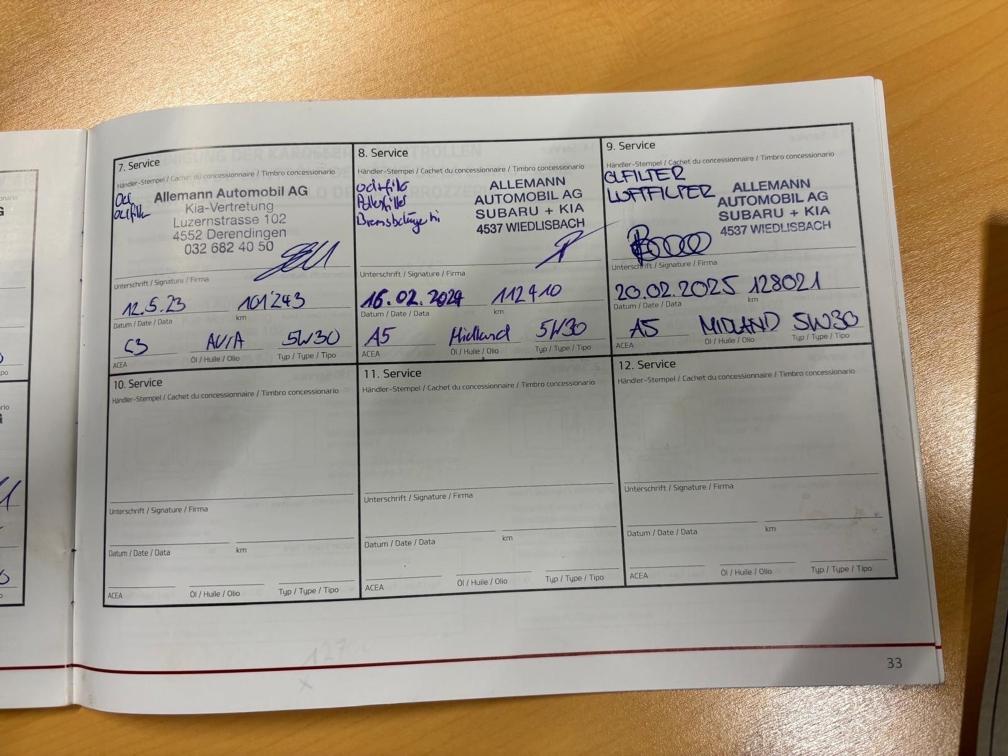 7. Service
Händler-Stempel / Cachet du concessionnaire / Timbro concessionario
Oel
oelfilter
Allemann Automobil AG
Kia-Vertretung
Luzernstrasse 102
4552 Derendingen
032 682 40 50
Unterschrift / Signature / Firma
12.5.23 101'243
Datum / Date / Data km
C3 AVIA 5W30
ACEA Öl / Huile / Olio Typ / Type / Tipo
8. Service
Händler-Stempel / Cachet du concessionnaire / Timbro concessionario
oelfilter
Pollenfilter
ALLEMANN
AUTOMOBIL AG
SUBARU + KIA
4537 WIEDLISBACH
Unterschrift / Signature / Firma
16.02.2024 112410
Datum / Date / Data km
A5 Midland 5W30
ACEA Öl / Huile / Olio Typ / Type / Tipo
9. Service
Händler-Stempel / Cachet du concessionnaire / Timbro concessionario
ÖLFILTER
LUFTFILTER
ALLEMANN
AUTOMOBIL AG
SUBARU + KIA
4537 WIEDLISBACH
Unterschrift / Signature / Firma
20.02.2025 128021
Datum / Date / Data km
A5 MIDLAND 5W30
ACEA Öl / Huile / Olio Typ / Type / Tipo
10. Service
Händler-Stempel / Cachet du concessionnaire / Timbro concessionario
Unterschrift / Signature / Firma
Datum / Date / Data km
ACEA Öl / Huile / Olio Typ / Type / Tipo
11. Service
Händler-Stempel / Cachet du concessionnaire / Timbro concessionario
Unterschrift / Signature / Firma
Datum / Date / Data km
ACEA Öl / Huile / Olio Typ / Type / Tipo
12. Service
Händler-Stempel / Cachet du concessionnaire / Timbro concessionario
Unterschrift / Signature / Firma
Datum / Date / Data km
ACEA Öl / Huile / Olio Typ / Type / Tipo
33